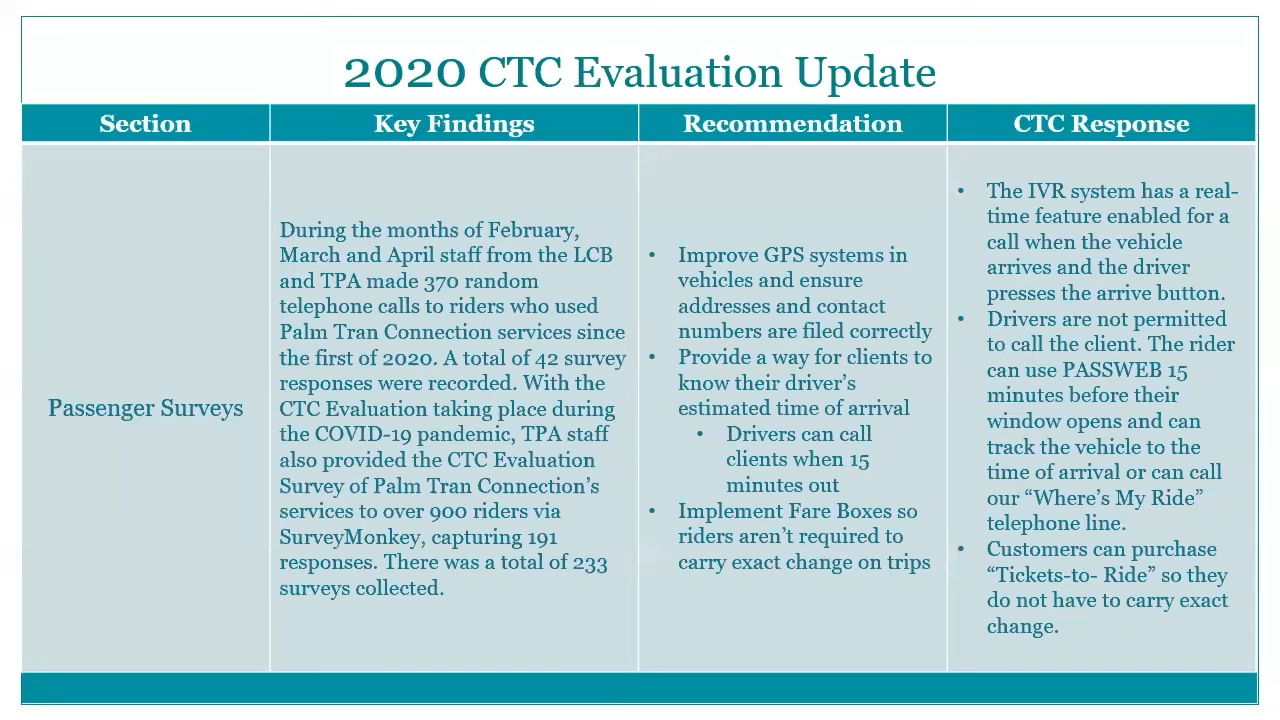 2020 CTC Evaluation Update
Section
Key Findings
Recommendation
CTC Response
Passenger Surveys
During the months of February,
March and April staff from the LCB
and TPA made 370 random
telephone calls to riders who used
Palm Tran Connection services since
the first of 2020. A total of 42 survey
responses were recorded. With the
CTC Evaluation taking place during
the COVID-19 pandemic, TPA staff
also provided the CTC Evaluation
Survey of Palm Tran Connection’s
services to over 900 riders via
SurveyMonkey, capturing 191
responses. There was a total of 233
surveys collected.
• Improve GPS systems in
vehicles and ensure
addresses and contact
numbers are filed correctly
• Provide a way for clients to
know their driver’s
estimated time of arrival
• Drivers can call
clients when 15
minutes out
• Implement Fare Boxes so
riders aren’t required to
carry exact change on trips
• The IVR system has a real-
time feature enabled for a
call when the vehicle
arrives and the driver
presses the arrive button.
• Drivers are not permitted
to call the client. The rider
can use PASSWEB 15
minutes before their
window opens and can
track the vehicle to the
time of arrival or can call
our “Where’s My Ride”
telephone line.
• Customers can purchase
“Tickets-to- Ride” so they
do not have to carry exact
change.